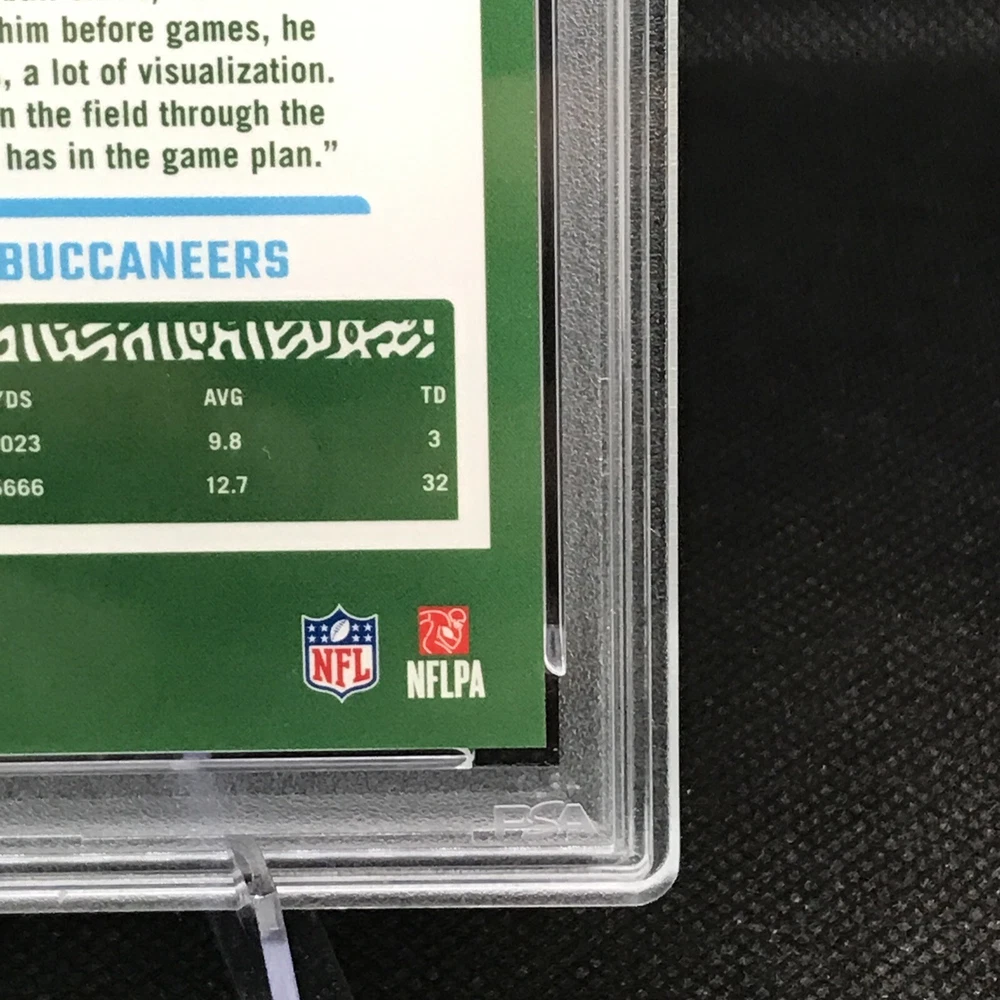 him before games, he
, a lot of visualization.
n the field through the
has in the game plan.”
BUCCANEERS
YDS AVG TD
023 9.8 3
5666 12.7 32
NFL NFLPA
PSA